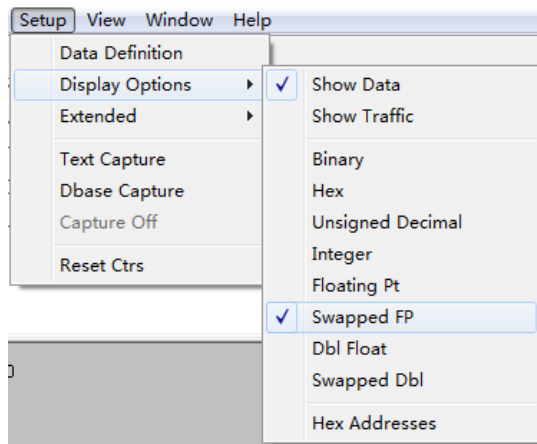 Setup View Window Help
Data Definition
Display Options
Extended
Text Capture
Dbase Capture
Capture Off
Reset Ctrs
Show Data
Show Traffic
Binary
Hex
Unsigned Decimal
Integer
Floating Pt
Swapped FP
Dbl Float
Swapped Dbl
Hex Addresses